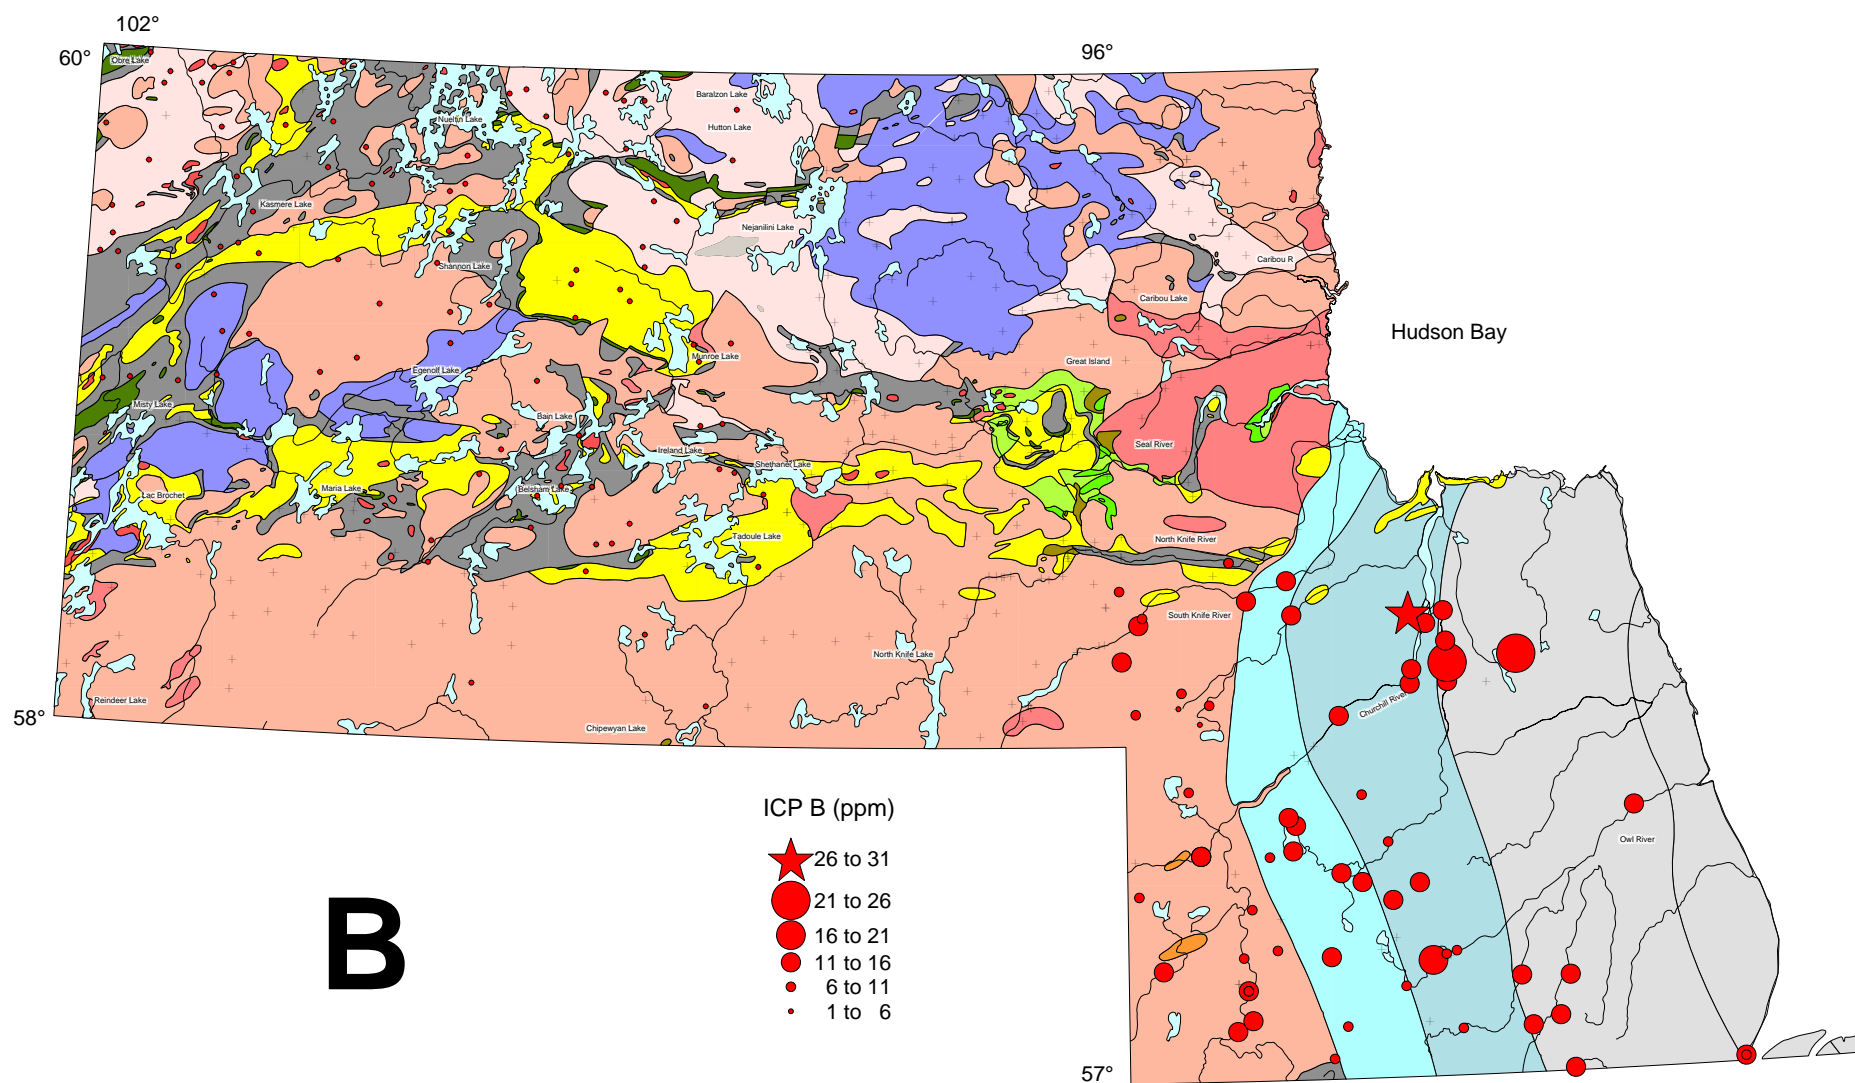 102°
60°
96°
Obre Lake
Baralzon Lake
Nueltin Lake
Hutton Lake
Kasmere Lake
Nejanilini Lake
Shannon Lake
Caribou R
Caribou Lake
Hudson Bay
Munroe Lake
Great Island
Egenolf Lake
Misty Lake
Bain Lake
Seal River
Ireland Lake
Shethanei Lake
Maria Lake
Belsham Lake
Lac Brochet
Tadoule Lake
North Knife River
South Knife River
North Knife Lake
Reindeer Lake
Churchill River
58°
Chipewyan Lake
ICP B (ppm)
26 to 31
21 to 26
16 to 21
11 to 16
6 to 11
1 to 6
Owl River
B
57°